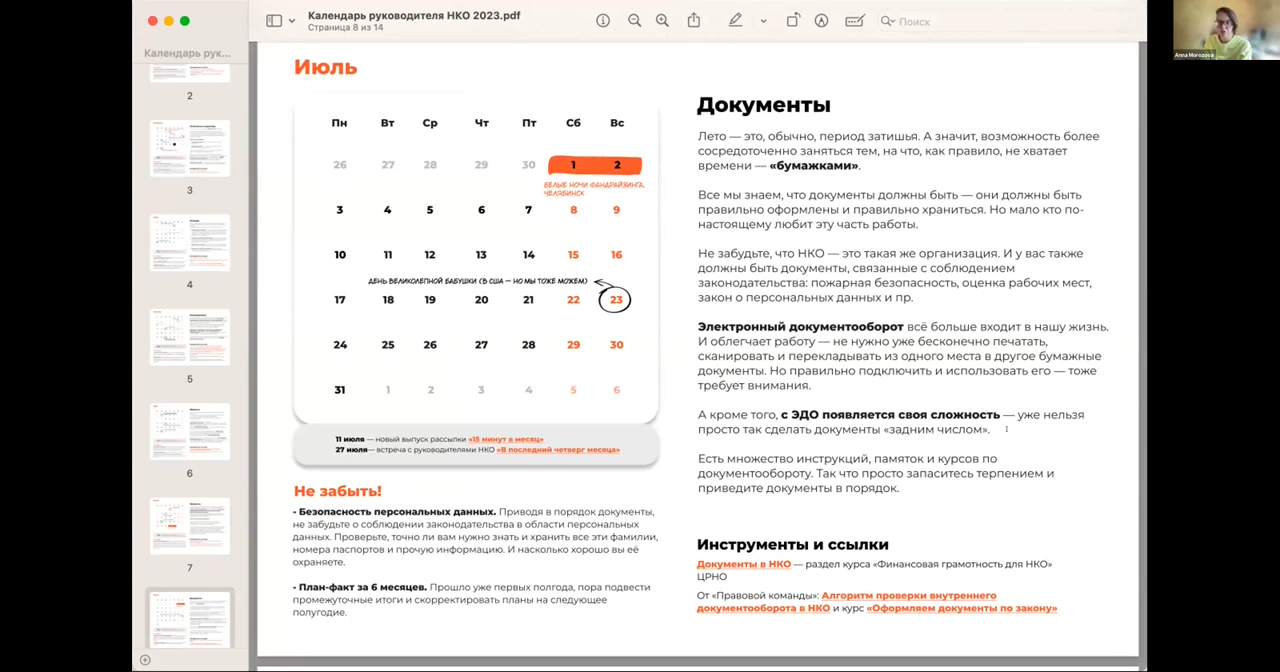 Календарь руководителя НКО 2023.pdf
Страница 8 из 14
Поиск
Anna Morozova
Календарь рук...
2
3
4
5
6
7
Июль
Пн Вт Ср Чт Пт Сб Вс
26 27 28 29 30 1 2
БЕЛЫЕ НОЧИ ФАНДРАЙЗИНГА,
ЧЕЛЯБИНСК
3 4 5 6 7 8 9
10 11 12 13 14 15 16
ДЕНЬ ВЕЛИКОЛЕПНОЙ БАБУШКИ (В США — НО МЫ ТОЖЕ МОЖЕМ)
17 18 19 20 21 22 23
24 25 26 27 28 29 30
31 1 2 3 4 5 6
11 июля — новый выпуск рассылки «15 минут в месяц»
27 июля— встреча с руководителями НКО «В последний четверг месяца»
Не забыть!
- Безопасность персональных данных. Приводя в порядок документы,
не забудьте о соблюдении законодательства в области персональных
данных. Проверьте, точно ли вам нужно знать и хранить все эти фамилии,
номера паспортов и прочую информацию. И насколько хорошо вы её
охраняете.
- План-факт за 6 месяцев. Прошло уже первых полгода, пора подвести
промежуточные итоги и скорректировать планы на следующее
полугодие.
Документы
Лето — это, обычно, период затишья. А значит, возможность более
сосредоточенно заняться тем, на что, как правило, не хватает
времени — «бумажками».
Все мы знаем, что документы должны быть — они должны быть
правильно оформлены и правильно храниться. Но мало кто по-
настоящему любит эту часть работы.
Не забудьте, что НКО — это такая же организация. И у вас также
должны быть документы, связанные с соблюдением
законодательства: пожарная безопасность, оценка рабочих мест,
закон о персональных данных и пр.
Электронный документооборот всё больше входит в нашу жизнь.
И облегчает работу — не нужно уже бесконечно печатать,
сканировать и перекладывать из одного места в другое бумажные
документы. Но правильно подключить и использовать его — тоже
требует внимания.
А кроме того, с ЭДО появляется своя сложность — уже нельзя
просто так сделать документы «задним числом».
Есть множество инструкций, памяток и курсов по
документообороту. Так что просто запаситесь терпением и
приведите документы в порядок.
Инструменты и ссылки
Документы в НКО — раздел курса «Финансовая грамотность для НКО»
ЦРНО
От «Правовой команды»: Алгоритм проверки внутреннего
документооборота в НКО и курс «Оформляем документы по закону»